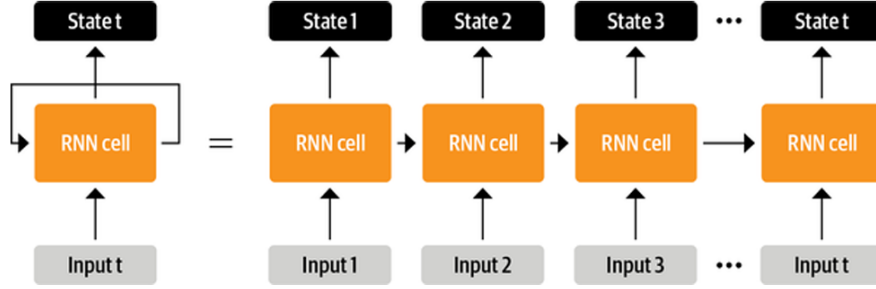 State t
State 1
State 2
State 3
•••
State t
RNN cell
=
RNN cell
RNN cell
RNN cell
RNN cell
Input t
Input 1
Input 2
Input 3
•••
Input t